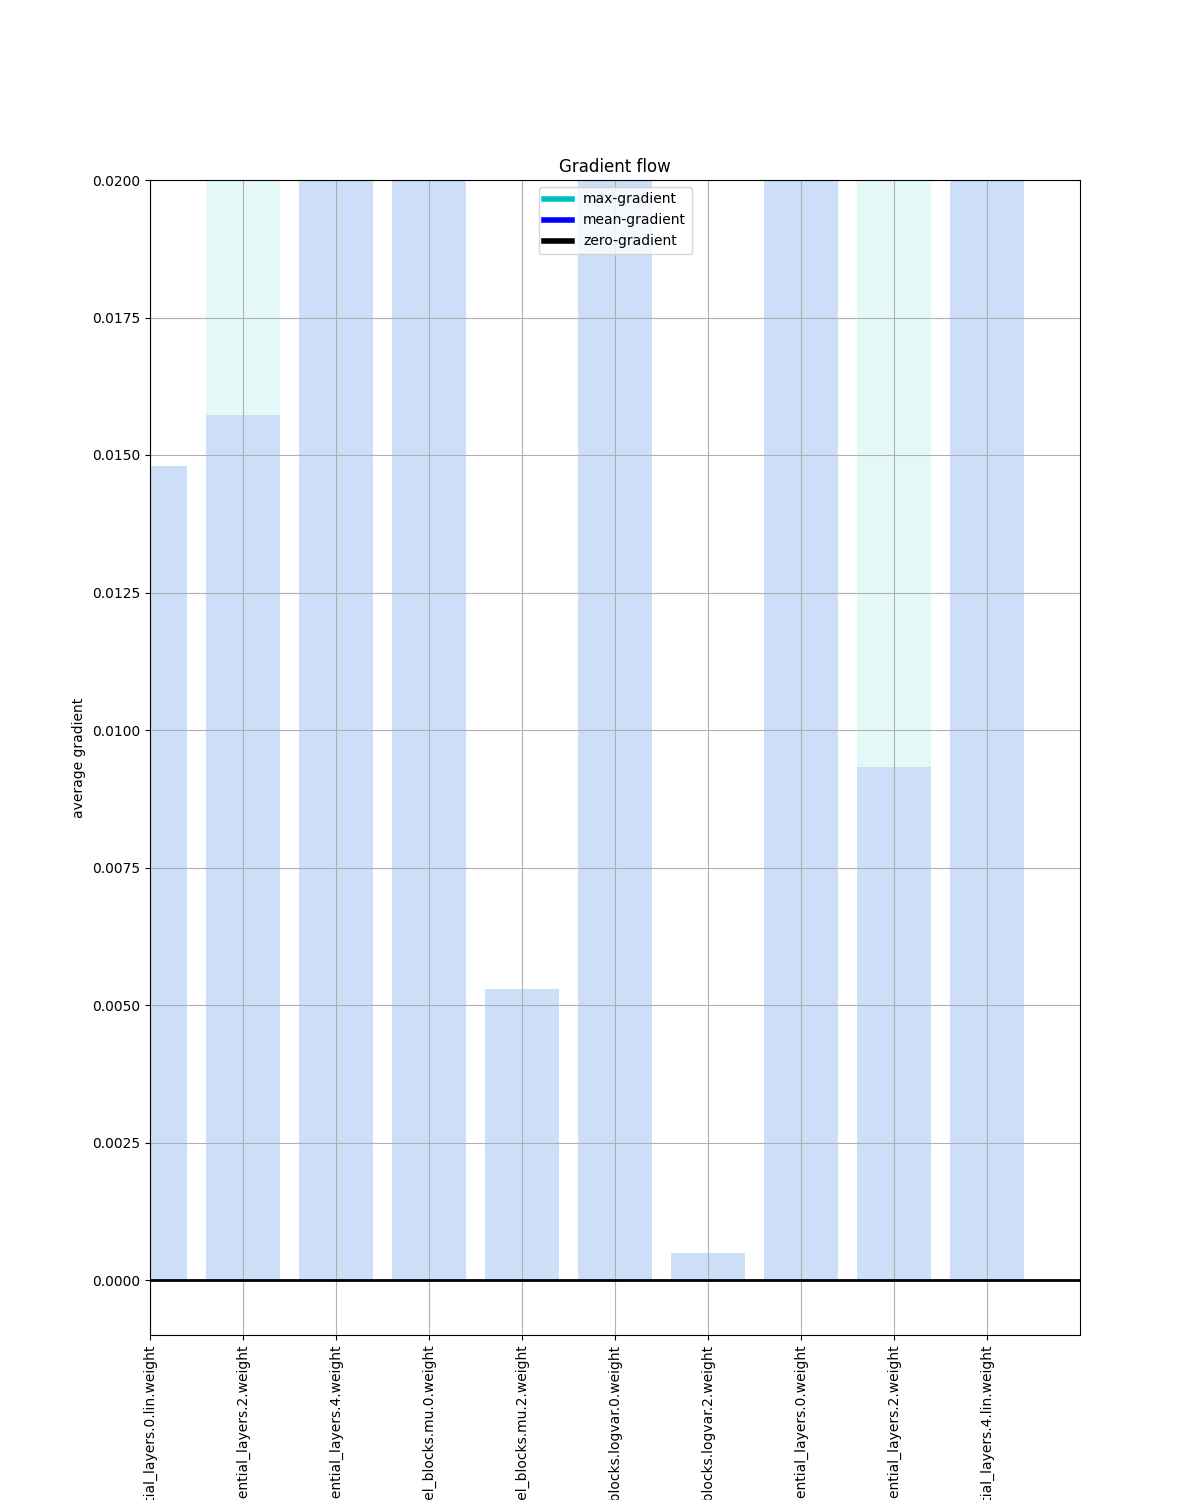 Gradient flow
max-gradient
mean-gradient
zero-gradient
0.0200
0.0175
0.0150
0.0125
0.0100
0.0075
0.0050
0.0025
0.0000
average gradient
tial_layers.0.lin.weight
ential_layers.2.weight
ential_layers.4.weight
el_blocks.mu.0.weight
el_blocks.mu.2.weight
blocks.logvar.0.weight
blocks.logvar.2.weight
ential_layers.0.weight
ential_layers.2.weight
tial_layers.4.lin.weight